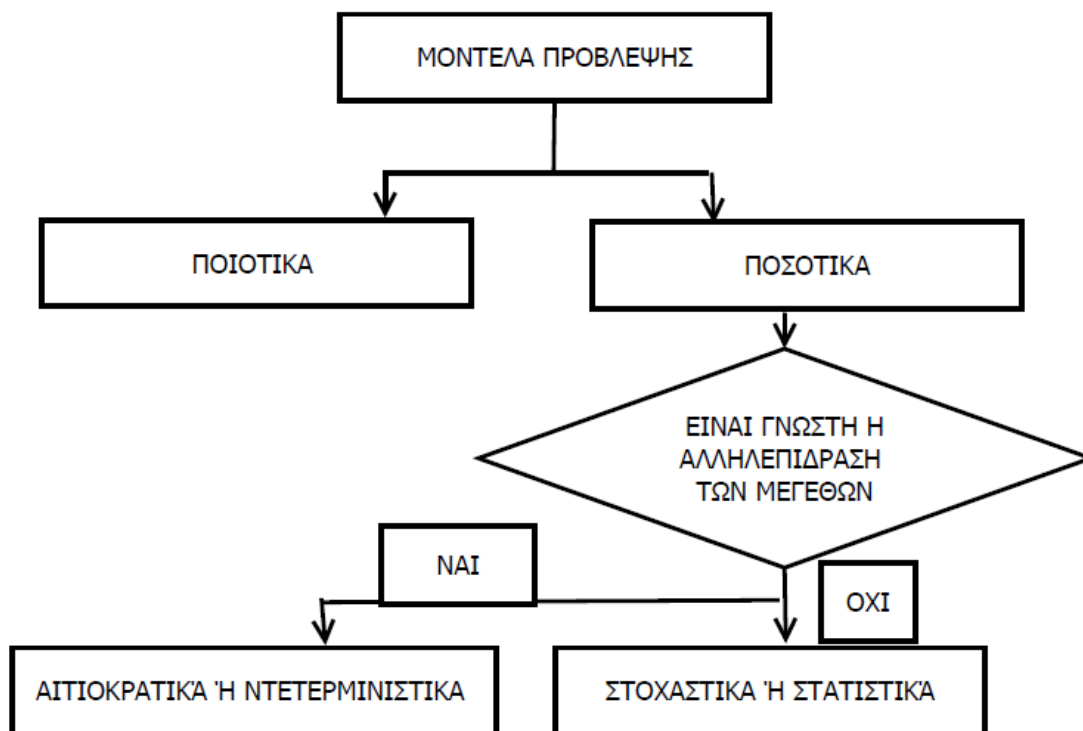 ΜΟΝΤΕΛΑ ΠΡΟΒΛΕΨΗΣ
ΠΟΙΟΤΙΚΑ
ΠΟΣΟΤΙΚΑ
ΕΙΝΑΙ ΓΝΩΣΤΗ Η
ΑΛΛΗΛΕΠΙΔΡΑΣΗ
ΤΩΝ ΜΕΓΕΘΩΝ
ΝΑΙ
ΟΧΙ
ΑΙΤΙΟΚΡΑΤΙΚΆ Ή ΝΤΕΤΕΡΜΙΝΙΣΤΙΚΑ
ΣΤΟΧΑΣΤΙΚΑ Ή ΣΤΑΤΙΣΤΙΚΆ